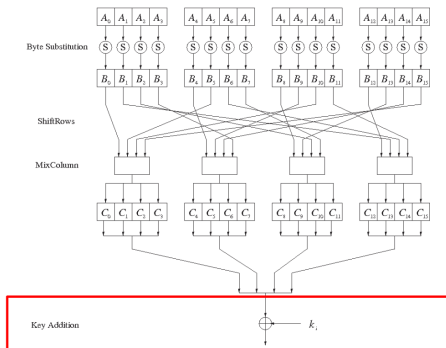 A₀ A₁ A₂ A₃ A₄ A₅ A₆ A₇ A₈ A₉ A₁₀ A₁₁ A₁₂ A₁₃ A₁₄ A₁₅
Byte Substitution S S S S S S S S S S S S S S S S
B₀ B₁ B₂ B₃ B₄ B₅ B₆ B₇ B₈ B₉ B₁₀ B₁₁ B₁₂ B₁₃ B₁₄ B₁₅
ShiftRows
MixColumn
C₀ C₁ C₂ C₃ C₄ C₅ C₆ C₇ C₈ C₉ C₁₀ C₁₁ C₁₂ C₁₃ C₁₄ C₁₅
Key Addition kᵢ